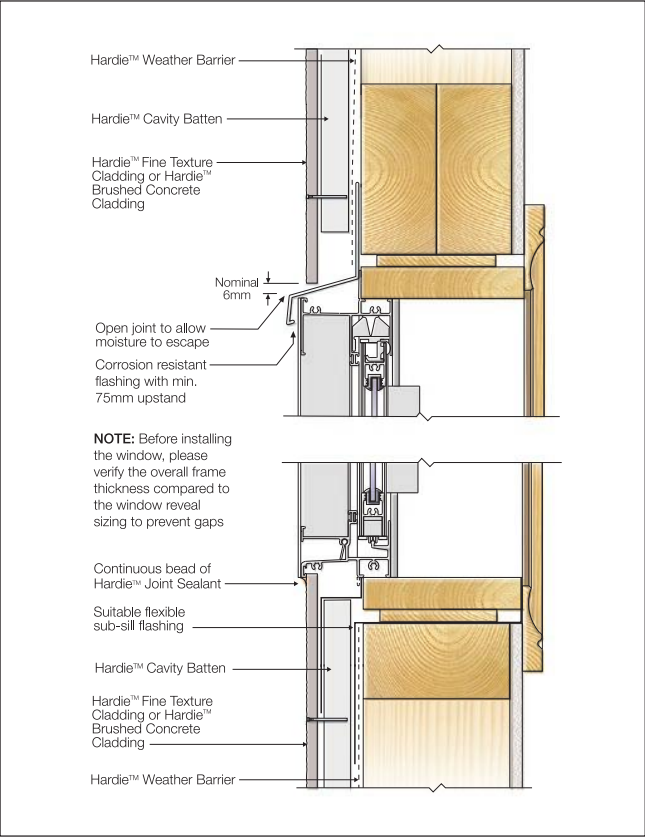 Hardie™ Weather Barrier
Hardie™ Cavity Batten
Hardie™ Fine Texture
Cladding or Hardie™
Brushed Concrete
Cladding
Nominal
6mm
Open joint to allow
moisture to escape
Corrosion resistant
flashing with min.
75mm upstand
NOTE: Before installing
the window, please
verify the overall frame
thickness compared to
the window reveal
sizing to prevent gaps
Continuous bead of
Hardie™ Joint Sealant
Suitable flexible
sub-sill flashing
Hardie™ Cavity Batten
Hardie™ Fine Texture
Cladding or Hardie™
Brushed Concrete
Cladding
Hardie™ Weather Barrier